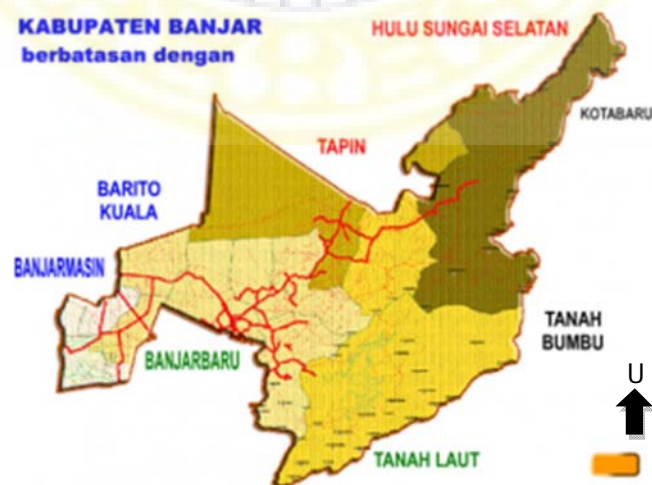 KABUPATEN BANJAR
berbatasan dengan
HULU SUNGAI SELATAN
KOTABARU
TAPIN
BARITO
KUALA
BANJARMASIN
TANAH
BUMBU
BANJARBARU
U
TANAH LAUT